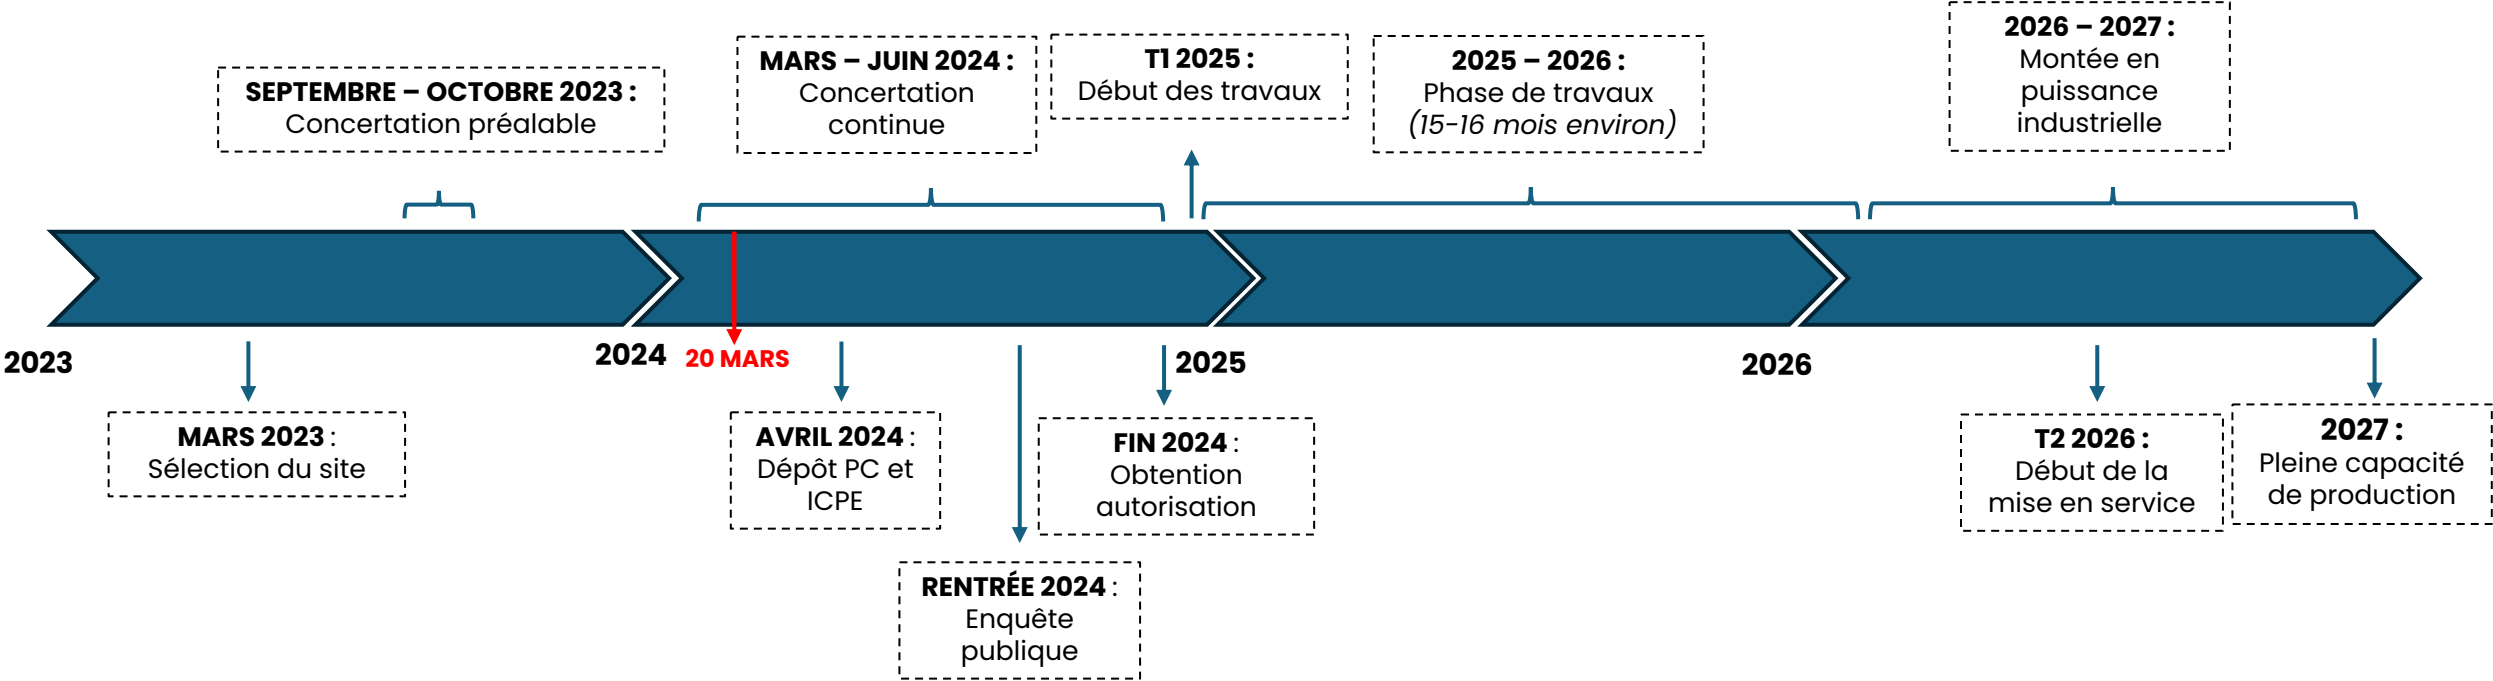 SEPTEMBRE – OCTOBRE 2023 :
Concertation préalable
MARS – JUIN 2024 :
Concertation
continue
T1 2025 :
Début des travaux
2025 – 2026 :
Phase de travaux
(15-16 mois environ)
2026 – 2027 :
Montée en
puissance
industrielle
2023
2024
20 MARS
2025
2026
MARS 2023 :
Sélection du site
AVRIL 2024 :
Dépôt PC et
ICPE
RENTRÉE 2024 :
Enquête
publique
FIN 2024 :
Obtention
autorisation
T2 2026 :
Début de la
mise en service
2027 :
Pleine capacité
de production